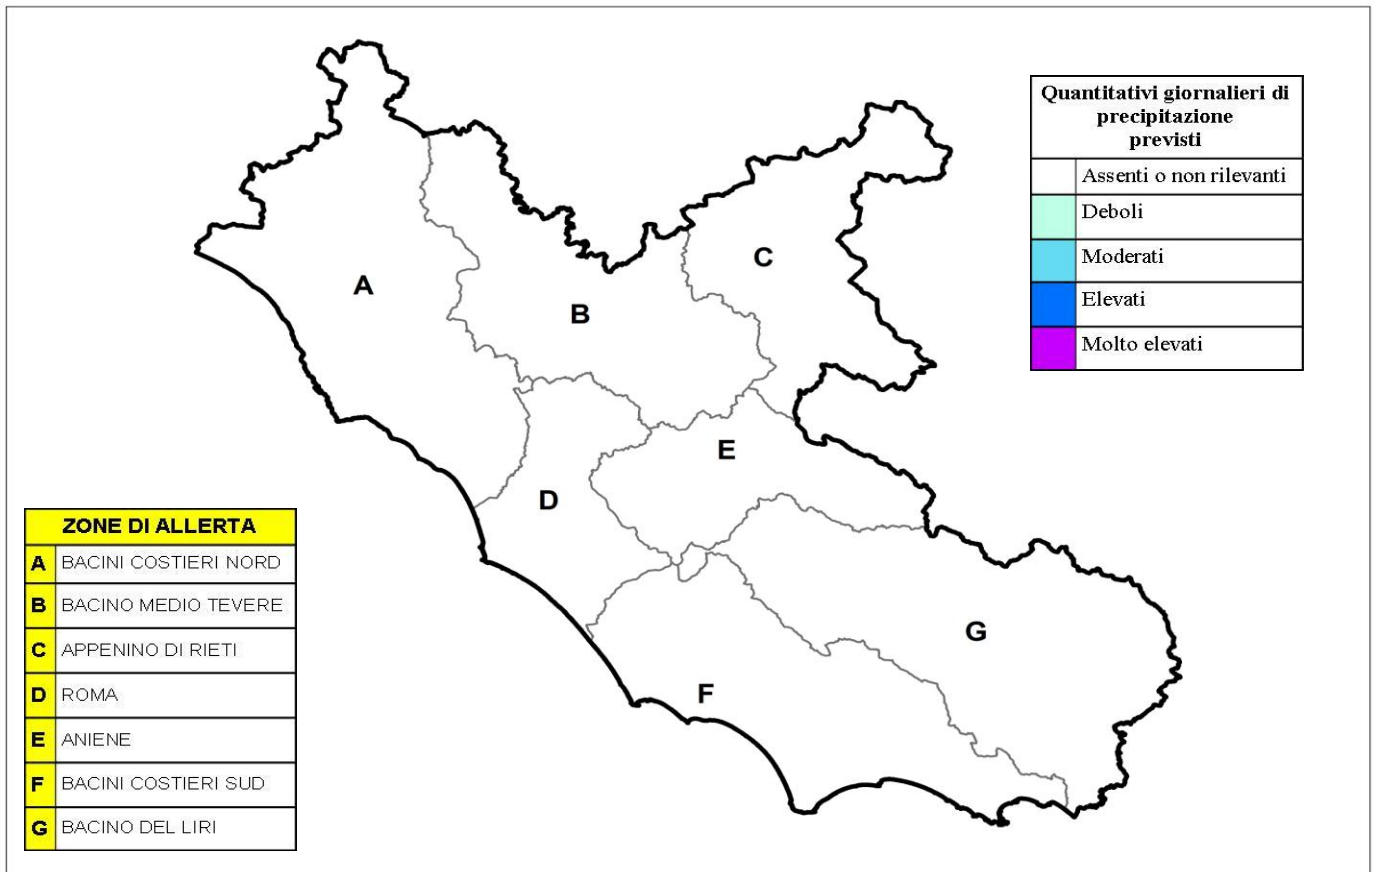 Quantitativi giornalieri di
precipitazione
previsti
Assenti o non rilevanti
Deboli
Moderati
Elevati
Molto elevati
A
B
C
D
E
F
G
ZONE DI ALLERTA
A BACINI COSTIERI NORD
B BACINO MEDIO TEVERE
C APPENINO DI RIETI
D ROMA
E ANIENE
F BACINI COSTIERI SUD
G BACINO DEL LIRI